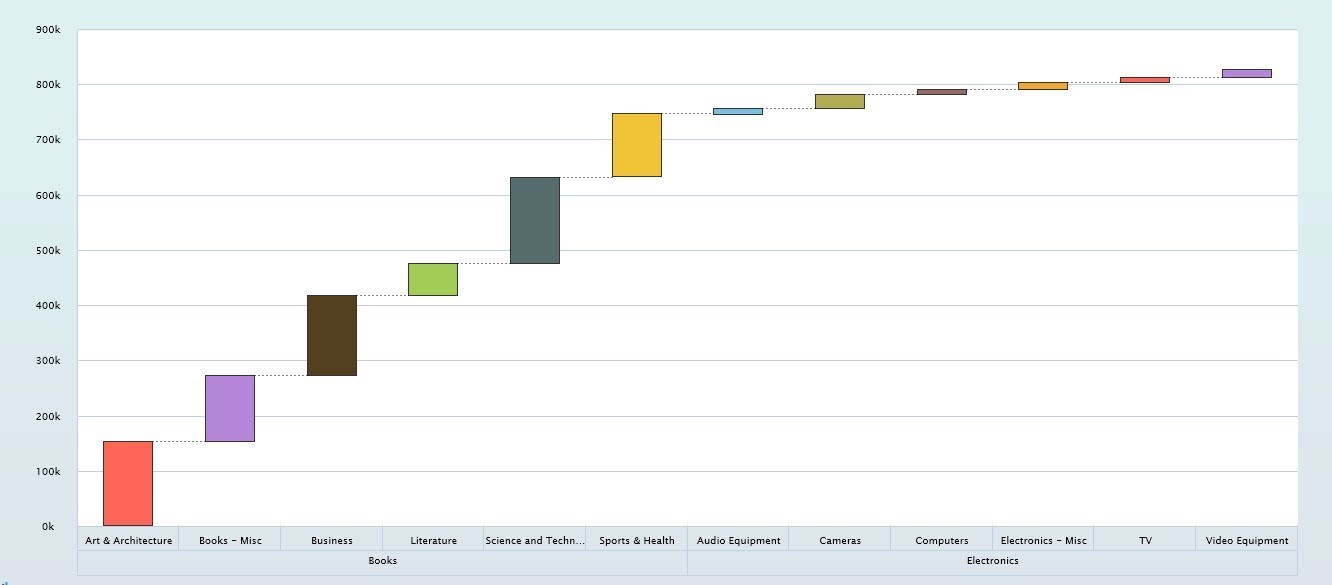 900k
800k
700k
600k
500k
400k
300k
200k
100k
0k
Art & Architecture Books - Misc Business Literature Science and Techn... Sports & Health Audio Equipment Cameras Computers Electronics - Misc TV Video Equipment
Books Electronics